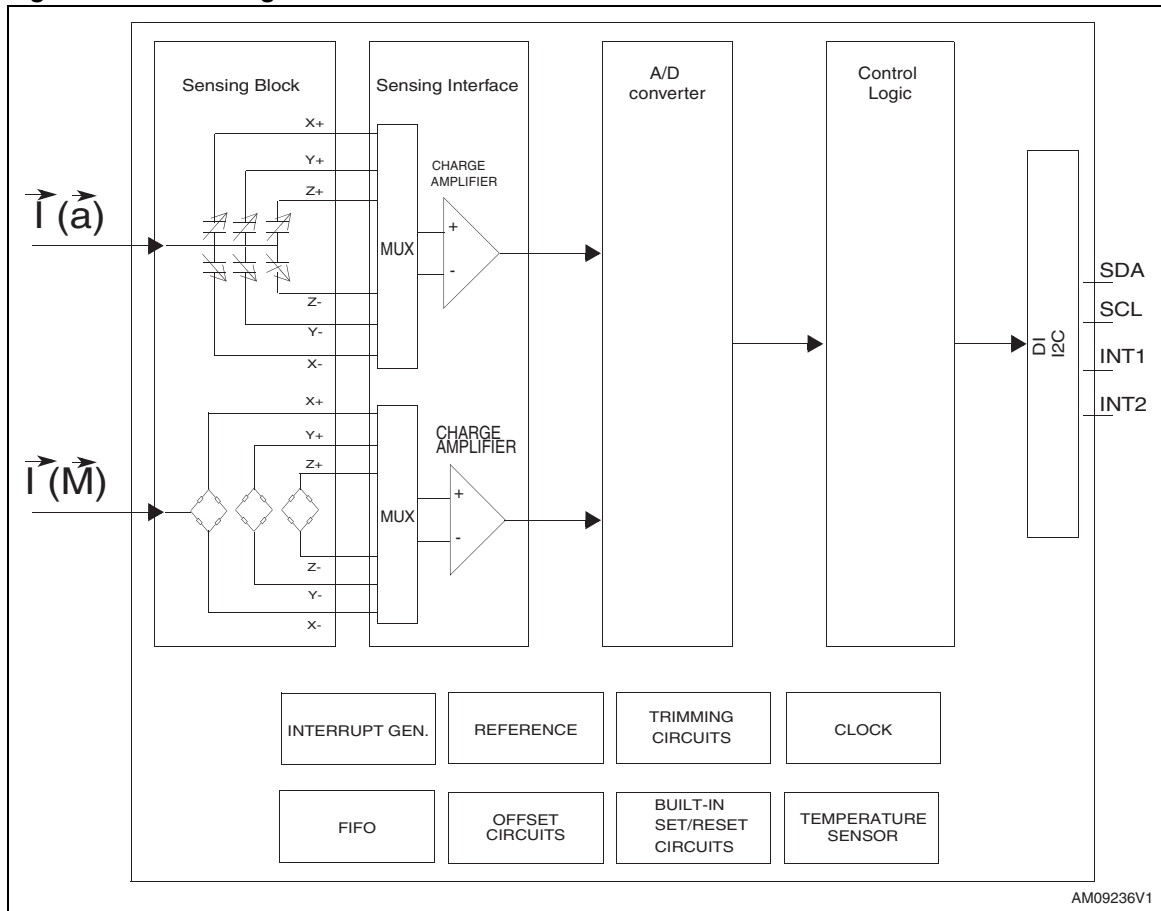 Sensing Block
Sensing Interface
A/D
converter
Control
Logic
X+
Y+
Z+
CHARGE
AMPLIFIER
I (a)
+
MUX
-
Z-
Y-
X-
SDA
SCL
INT1
INT2
DI
I2C
X+
Y+
Z+
CHARGE
AMPLIFIER
I (M)
+
MUX
-
Z-
Y-
X-
INTERRUPT GEN.
REFERENCE
TRIMMING
CIRCUITS
CLOCK
FIFO
OFFSET
CIRCUITS
BUILT-IN
SET/RESET
CIRCUITS
TEMPERATURE
SENSOR
AM09236V1